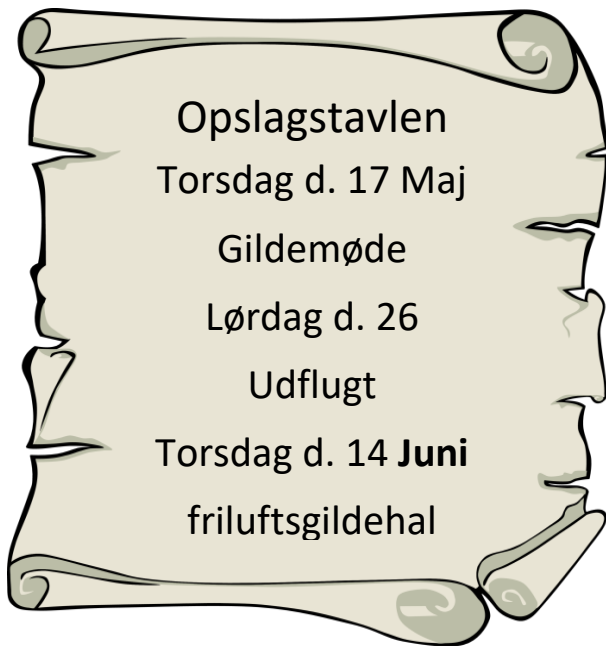 Opslagstavlen
Torsdag d. 17 Maj
Gildemøde
Lørdag d. 26
Udflugt
Torsdag d. 14 Juni
friluftsgildehal